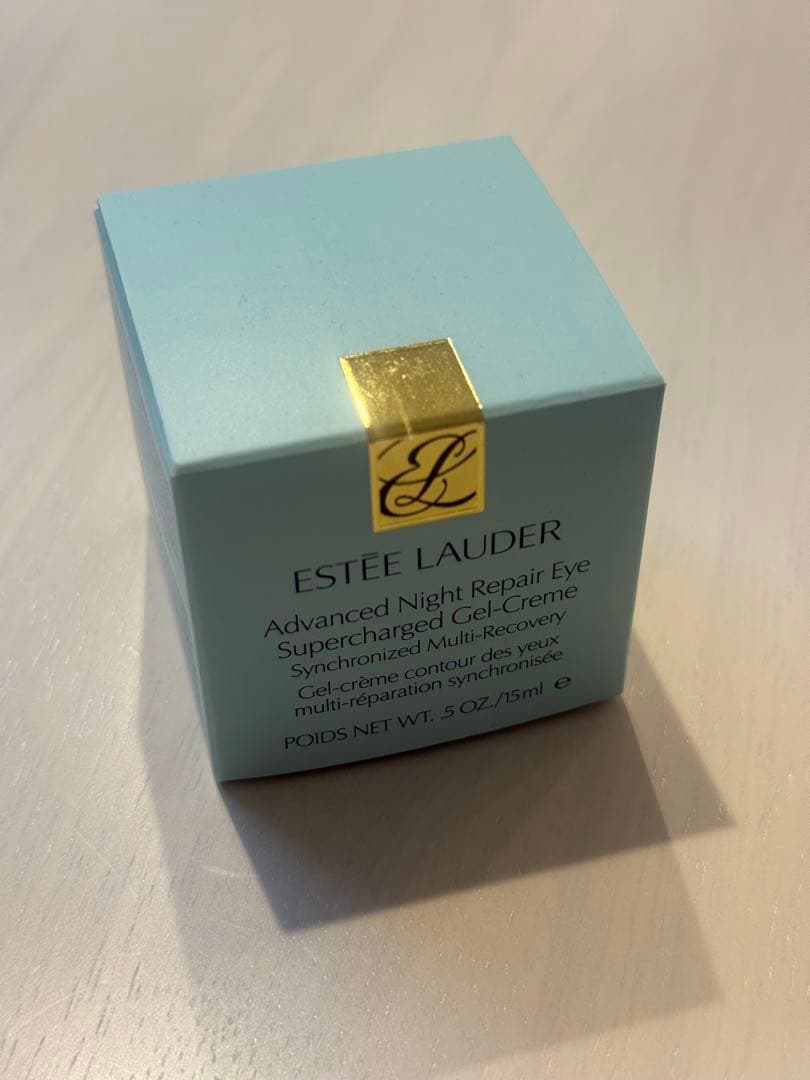 EL
ESTĒE LAUDER
Advanced Night Repair Eye
Supercharged Gel-Creme
Synchronized Multi-Recovery
Gel-crème contour des yeux
multi-réparation synchronisée
POIDS NET WT. .5 OZ./15ml ℮